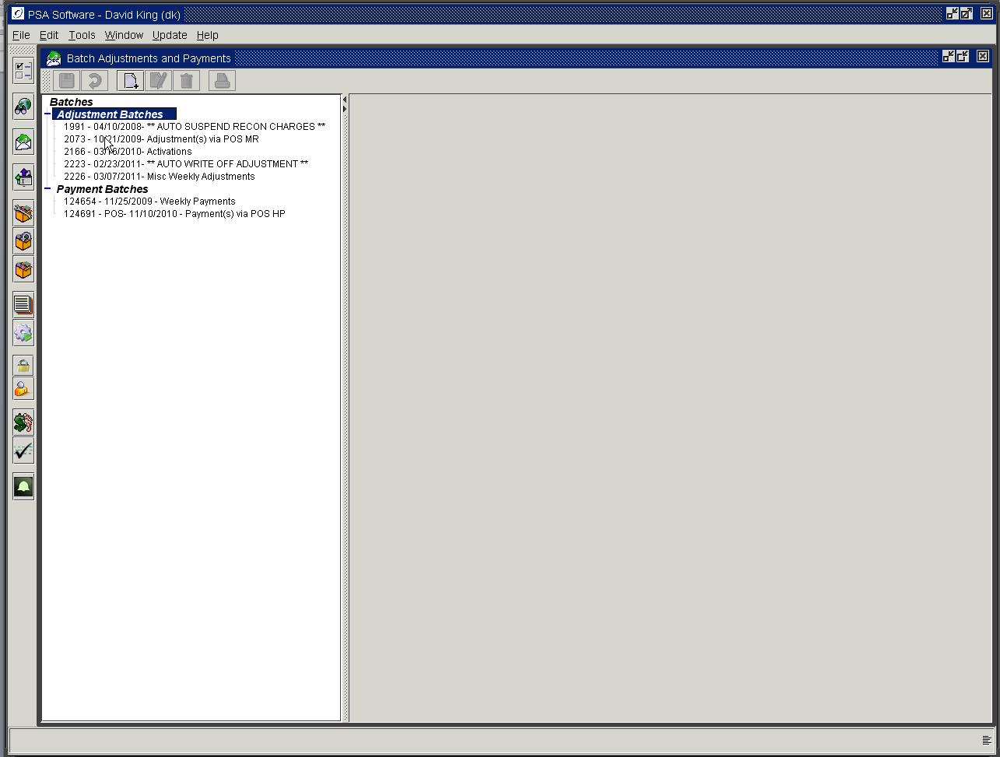 PSA Software - David King (dk)
File Edit Tools Window Update Help
Batch Adjustments and Payments
Batches
Adjustment Batches
1991 - 04/10/2008- ** AUTO SUSPEND RECON CHARGES **
2073 - 10/21/2009- Adjustment(s) via POS MR
2166 - 03/16/2010- Activations
2223 - 02/23/2011- ** AUTO WRITE OFF ADJUSTMENT **
2226 - 03/07/2011- Misc Weekly Adjustments
Payment Batches
124654 - 11/25/2009 - Weekly Payments
124691 - POS- 11/10/2010 - Payment(s) via POS HP